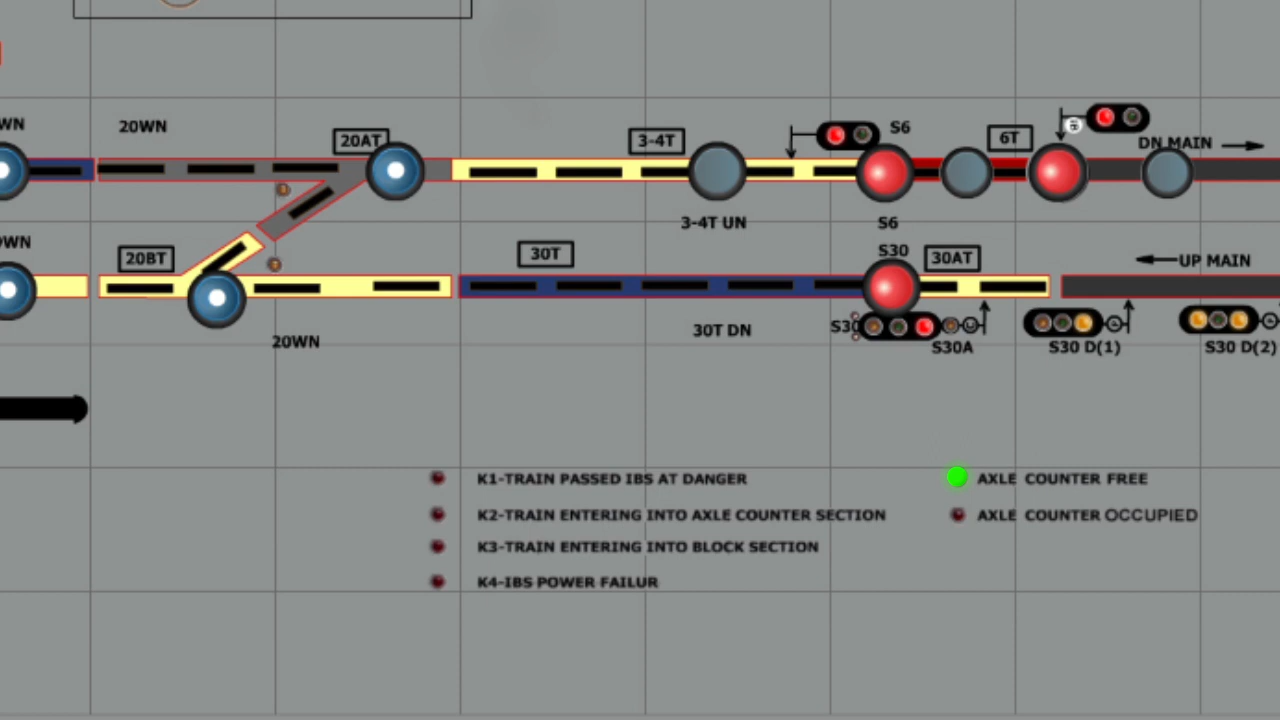 WN
20WN
20AT
3-4T
S6
6T
DN MAIN
3-4T UN
S6
WN
20BT
30T
S30
30AT
UP MAIN
20WN
30T DN
S30
S30A
S30 D(1)
S30 D(2)
K1-TRAIN PASSED IBS AT DANGER
AXLE COUNTER FREE
K2-TRAIN ENTERING INTO AXLE COUNTER SECTION
AXLE COUNTER OCCUPIED
K3-TRAIN ENTERING INTO BLOCK SECTION
K4-IBS POWER FAILUR